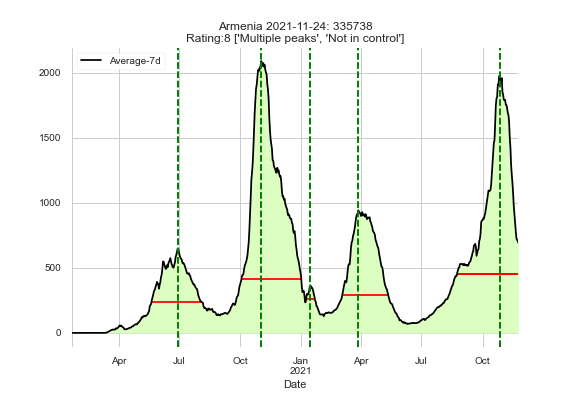 Armenia 2021-11-24: 335738
Rating:8 ['Multiple peaks', 'Not in control']
Average-7d
2000
1500
1000
500
0
Apr Jul Oct Jan Apr Jul Oct
2021
Date